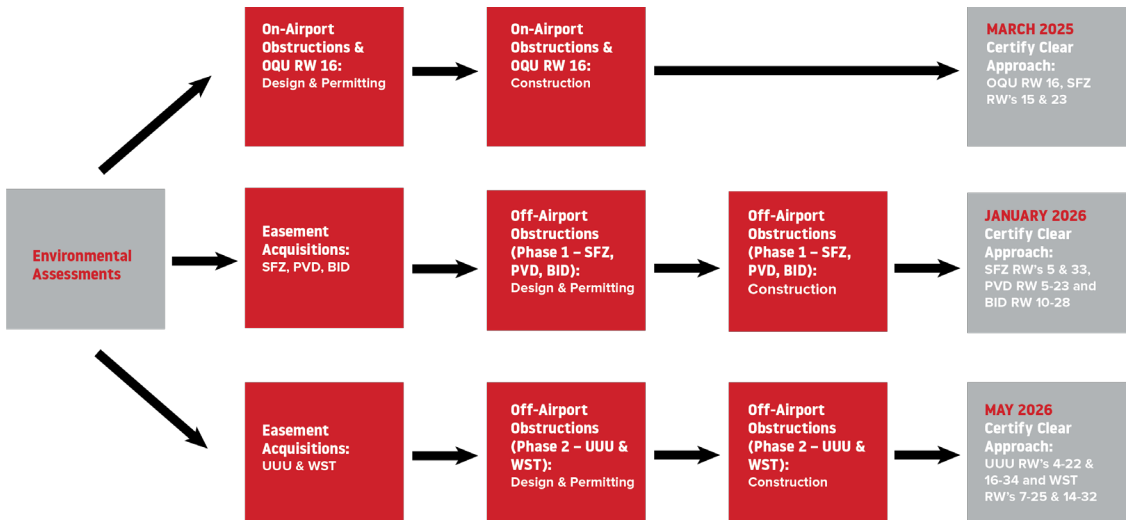 On-Airport
Obstructions &
OQU RW 16:
Design & Permitting
On-Airport
Obstructions &
OQU RW 16:
Construction
MARCH 2025
Certify Clear
Approach:
OQU RW 16, SFZ
RW's 15 & 23
Environmental
Assessments
Easement
Acquisitions:
SFZ, PVD, BID
Off-Airport
Obstructions
(Phase 1 – SFZ,
PVD, BID):
Design & Permitting
Off-Airport
Obstructions
(Phase 1 – SFZ,
PVD, BID):
Construction
JANUARY 2026
Certify Clear
Approach:
SFZ RW's 5 & 33,
PVD RW 5-23 and
BID RW 10-28
Easement
Acquisitions:
UUU & WST
Off-Airport
Obstructions
(Phase 2 – UUU &
WST):
Design & Permitting
Off-Airport
Obstructions
(Phase 2 – UUU &
WST):
Construction
MAY 2026
Certify Clear
Approach:
UUU RW's 4-22 &
16-34 and WST
RW's 7-25 & 14-32